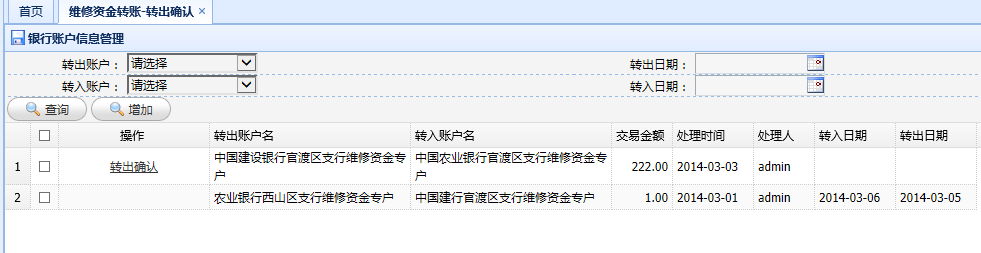 首页 维修资金转账-转出确认 ×
银行账户信息管理
转出账户： 请选择 转出日期：
转入账户： 请选择 转入日期：
查询 增加
操作 转出账户名 转入账户名 交易金额 处理时间 处理人 转入日期 转出日期
1 转出确认 中国建设银行官渡区支行维修资金专户 中国农业银行官渡区支行维修资金专户 222.00 2014-03-03 admin
2 农业银行西山区支行维修资金专户 中国建行官渡区支行维修资金专户 1.00 2014-03-01 admin 2014-03-06 2014-03-05